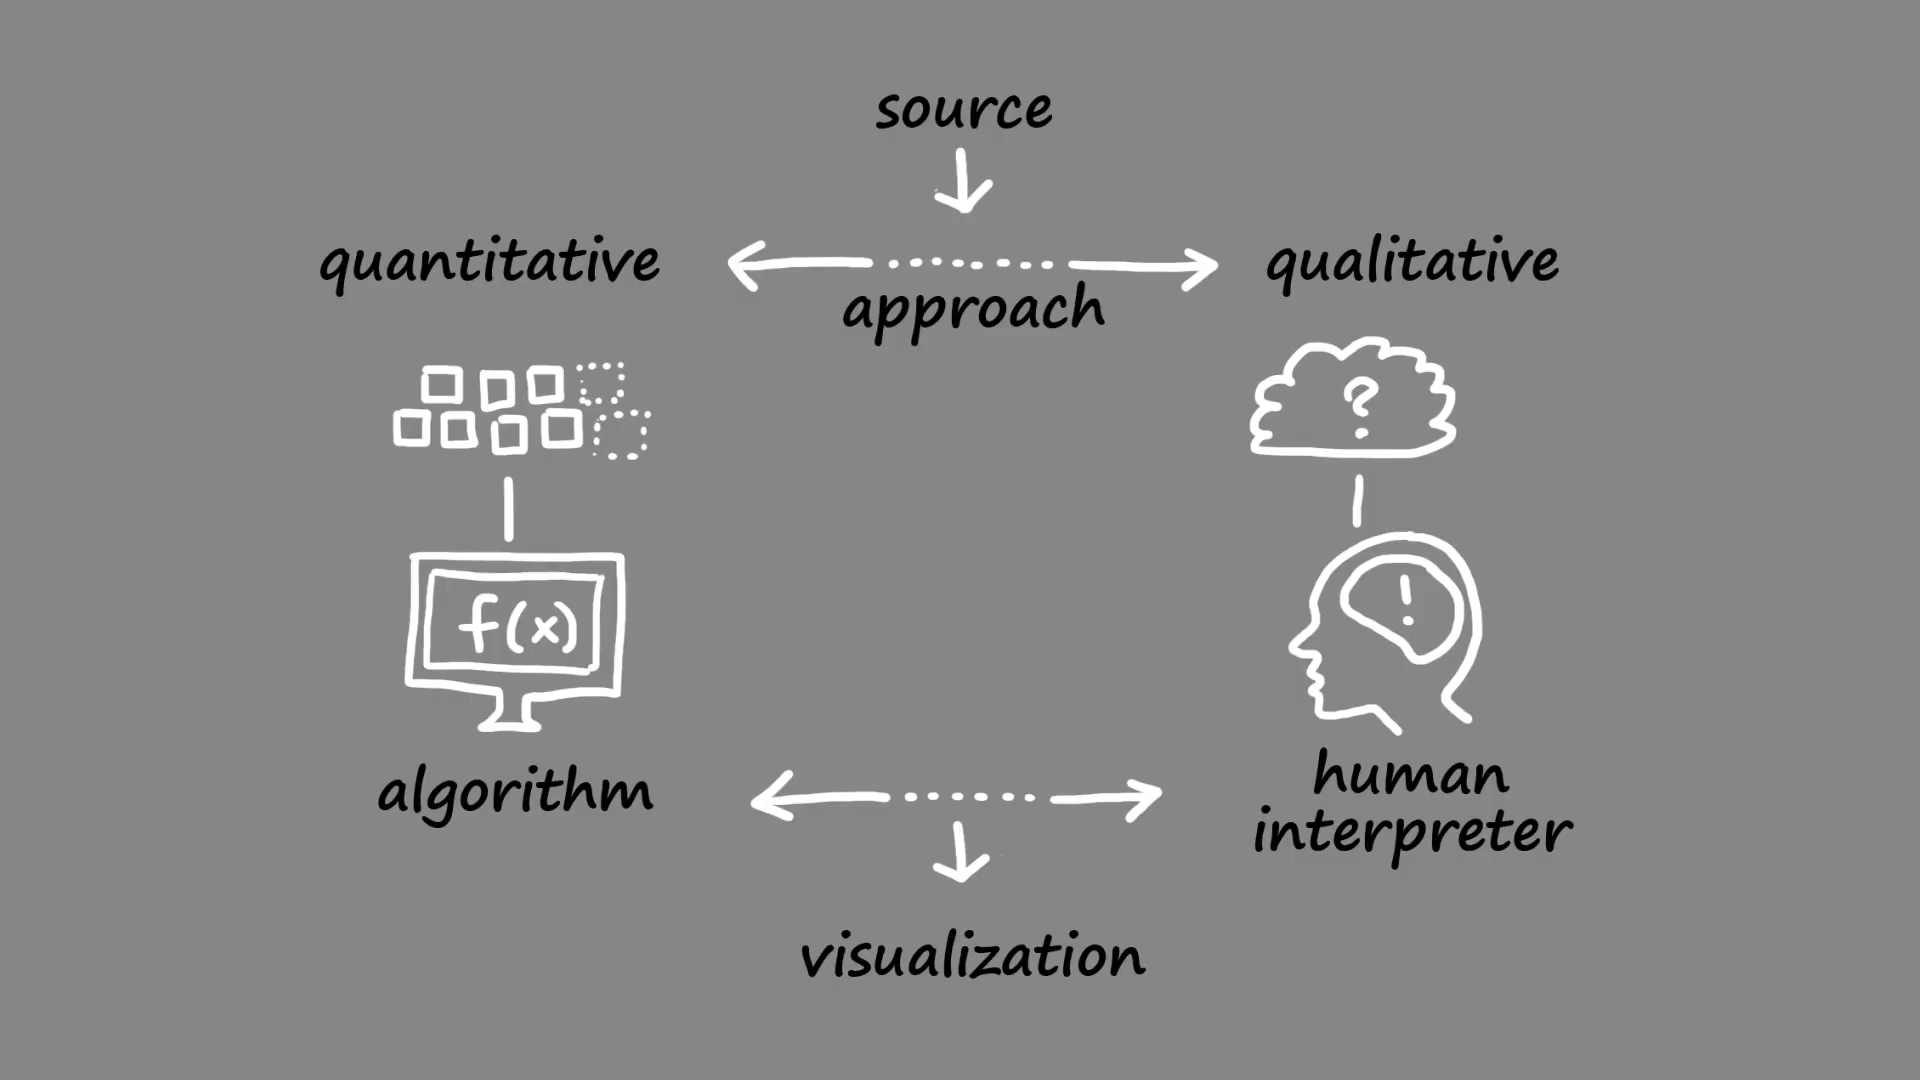 source
quantitative
qualitative
approach
?
!
f(x)
algorithm
human
interpreter
visualization